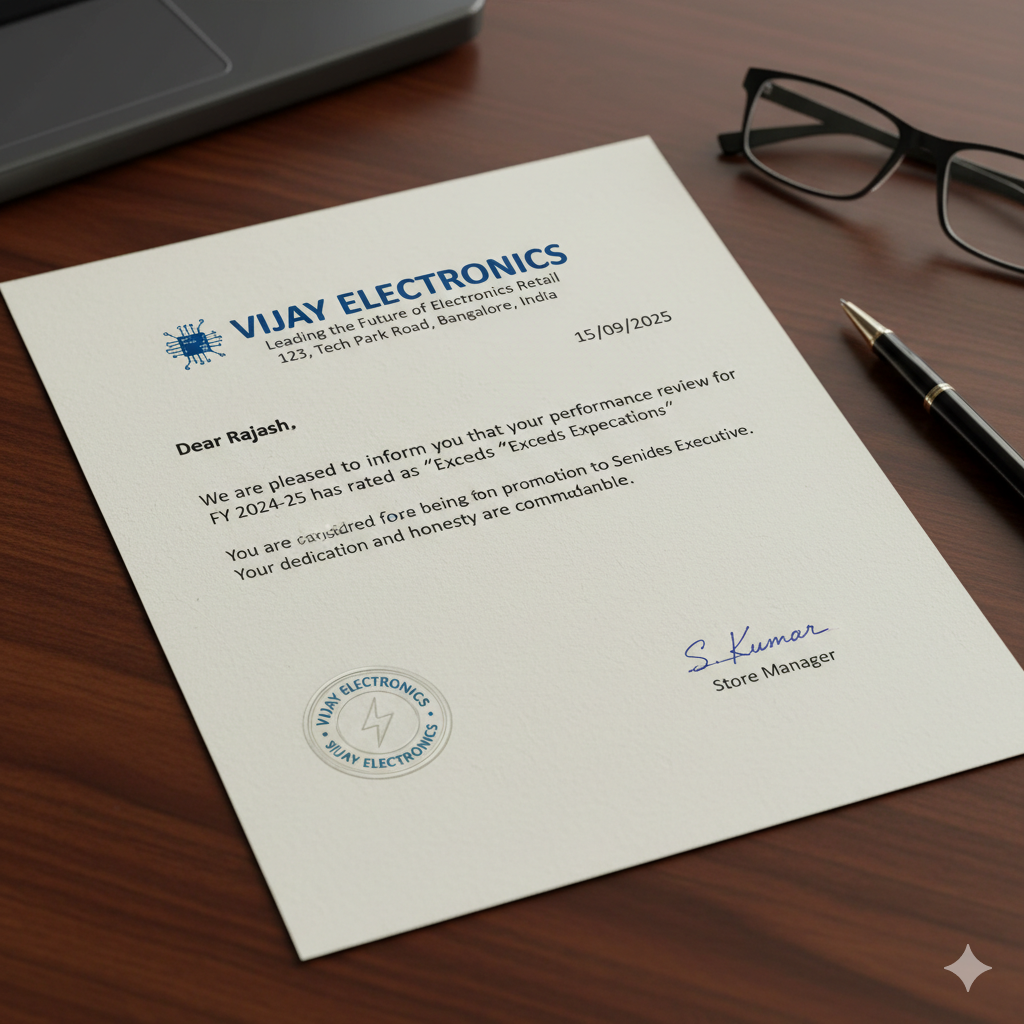 VIJAY ELECTRONICS
Leading the Future of Electronics Retail
123, Tech Park Road, Bangalore, India
15/09/2025
Dear Rajash,
We are pleased to inform you that your performance review for
FY 2024-25 has rated as "Exceds "Exceds Expecations"
You are fore being fon promotion to Senides Executive.
Your dedication and honesty are
S. Kumar
Store Manager
VIJAY ELECTRONICS
ELECTRONICS